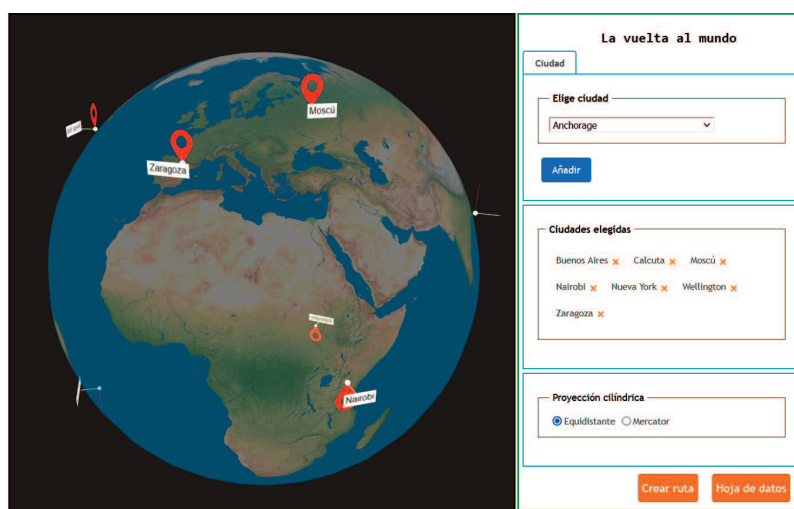 La vuelta al mundo
Ciudad
Elige ciudad
Anchorage
Añadir
Ciudades elegidas
Buenos Aires × Calcuta × Moscú ×
Nairobi × Nueva York × Wellington ×
Zaragoza ×
Proyección cilíndrica
Equidistante Mercator
Crear ruta Hoja de datos
Moscú
Zaragoza
Nairobi